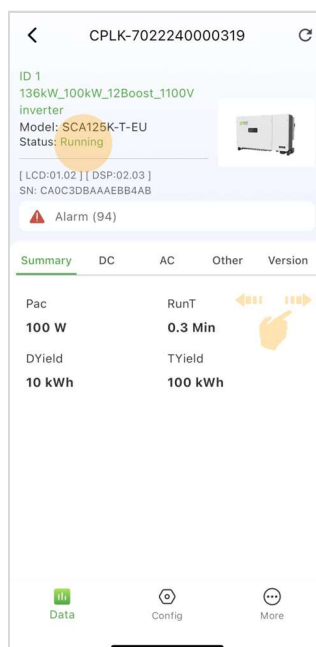 CPLK-7022240000319
ID 1
136kW_100kW_12Boost_1100V
inverter
Model: SCA125K-T-EU
Status: Running
[ LCD:01.02 ] [ DSP:02.03 ]
SN: CA0C3DBAAAEBB4AB
Alarm (94)
Summary DC AC Other Version
Pac RunT
100 W 0.3 Min
DYield TYield
10 kWh 100 kWh
Data Config More